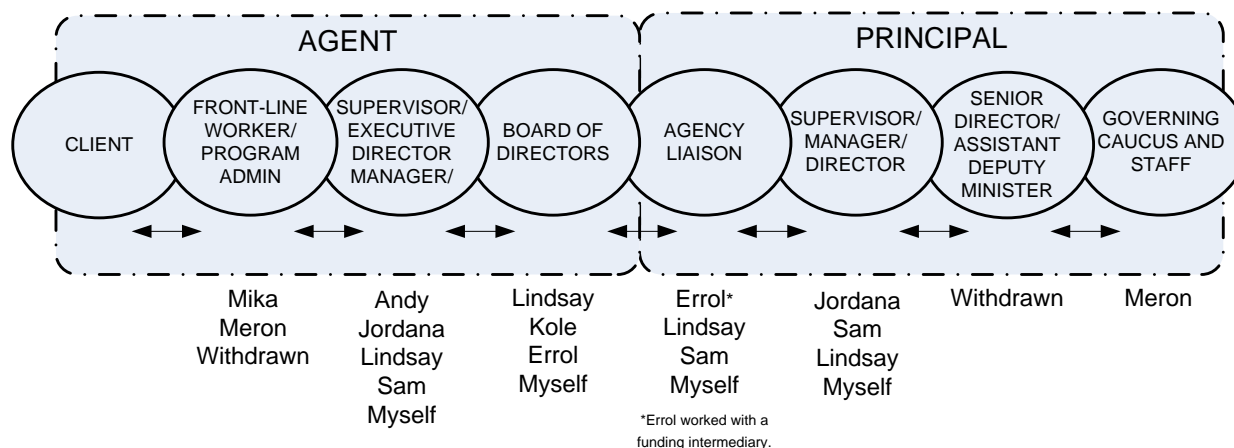 AGENT
PRINCIPAL
CLIENT
FRONT-LINE
WORKER/
PROGRAM
ADMIN
SUPERVISOR/
EXECUTIVE
DIRECTOR
MANAGER/
BOARD OF
DIRECTORS
AGENCY
LIAISON
SUPERVISOR/
MANAGER/
DIRECTOR
SENIOR
DIRECTOR/
ASSISTANT
DEPUTY
MINISTER
GOVERNING
CAUCUS AND
STAFF
Mika
Meron
Withdrawn
Andy
Jordana
Lindsay
Sam
Myself
Lindsay
Kole
Errol
Myself
Errol*
Lindsay
Sam
Myself
*Errol worked with a
funding intermediary.
Jordana
Sam
Lindsay
Myself
Withdrawn
Meron